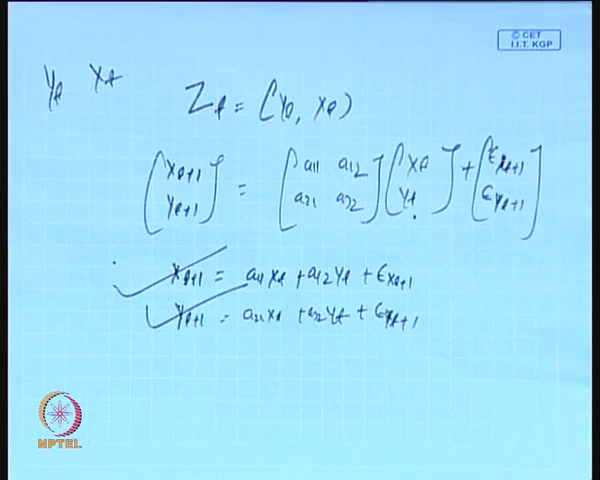 © CET
I.I.T. KGP
Yt Xt
Zt = (Yt, Xt)
[Xt+1 Yt+1] = [a11 a12 a21 a22] [Xt Yt] + [εXt+1 εYt+1]
Xt+1 = a11Xt + a12Yt + εXt+1
Yt+1 = a21Xt + a22Yt + εYt+1
NPTEL